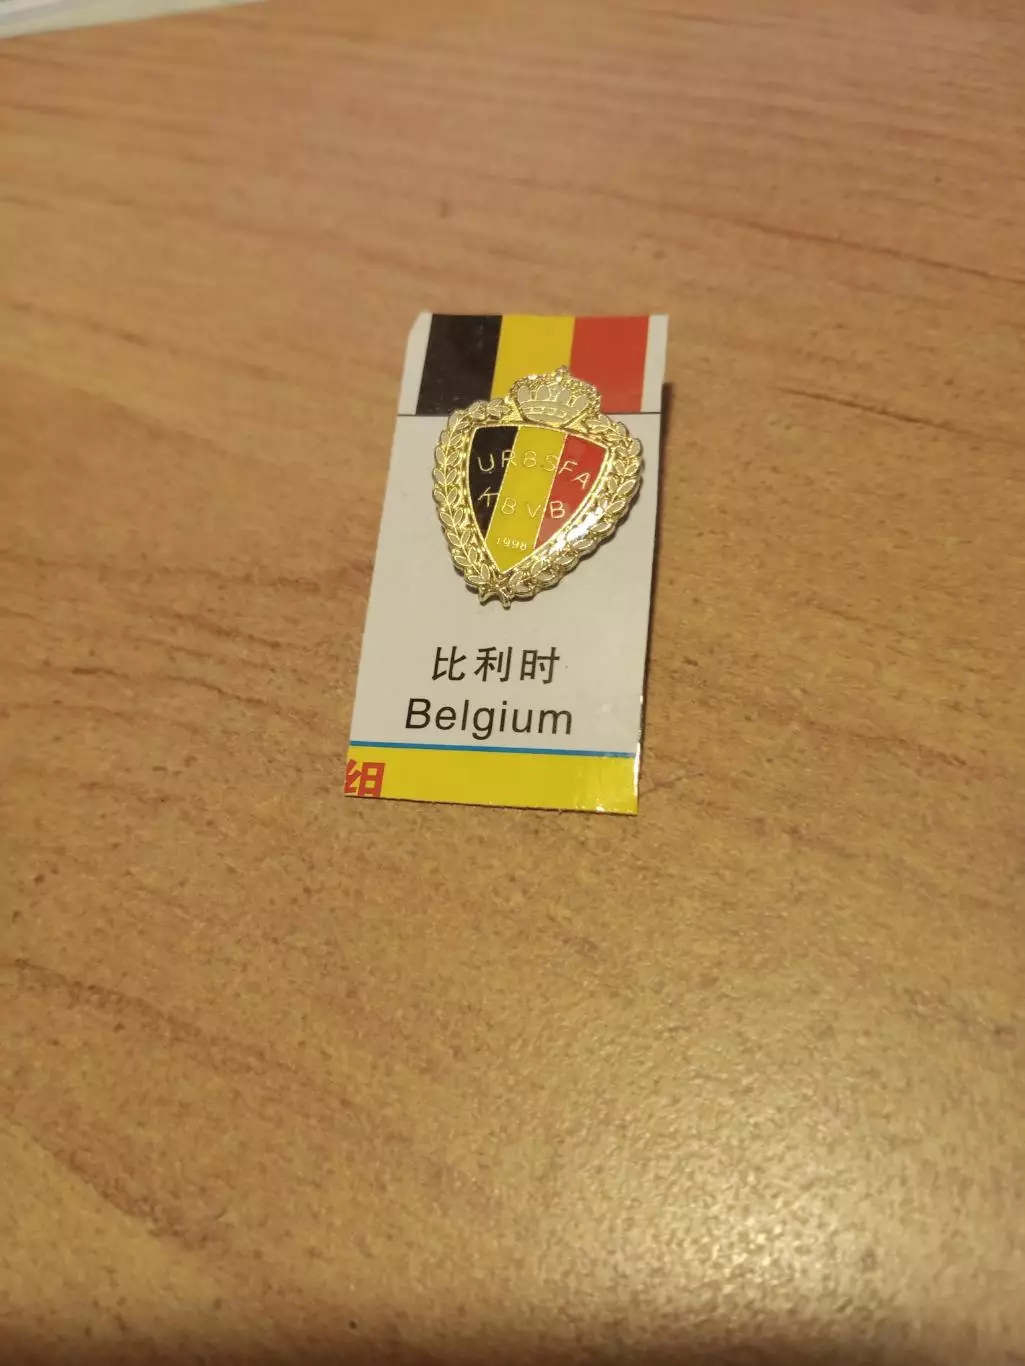 URBSFA
KBVB
1998
比利时
Belgium
组